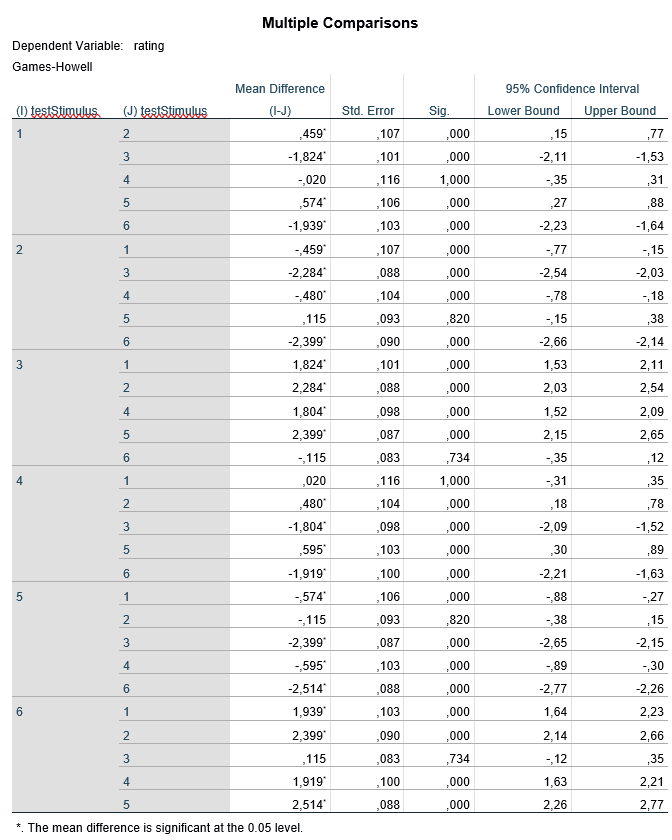 Multiple Comparisons
Dependent Variable: rating
Games-Howell
Mean Difference 95% Confidence Interval
(I) testStimulus (J) testStimulus (I-J) Std. Error Sig. Lower Bound Upper Bound
1 2 ,459* ,107 ,000 ,15 ,77
3 -1,824* ,101 ,000 -2,11 -1,53
4 -,020 ,116 1,000 -,35 ,31
5 ,574* ,106 ,000 ,27 ,88
6 -1,939* ,103 ,000 -2,23 -1,64
2 1 -,459* ,107 ,000 -,77 -,15
3 -2,284* ,088 ,000 -2,54 -2,03
4 -,480* ,104 ,000 -,78 -,18
5 ,115 ,093 ,820 -,15 ,38
6 -2,399* ,090 ,000 -2,66 -2,14
3 1 1,824* ,101 ,000 1,53 2,11
2 2,284* ,088 ,000 2,03 2,54
4 1,804* ,098 ,000 1,52 2,09
5 2,399* ,087 ,000 2,15 2,65
6 -,115 ,083 ,734 -,35 ,12
4 1 ,020 ,116 1,000 -,31 ,35
2 ,480* ,104 ,000 ,18 ,78
3 -1,804* ,098 ,000 -2,09 -1,52
5 ,595* ,103 ,000 ,30 ,89
6 -1,919* ,100 ,000 -2,21 -1,63
5 1 -,574* ,106 ,000 -,88 -,27
2 -,115 ,093 ,820 -,38 ,15
3 -2,399* ,087 ,000 -2,65 -2,15
4 -,595* ,103 ,000 -,89 -,30
6 -2,514* ,088 ,000 -2,77 -2,26
6 1 1,939* ,103 ,000 1,64 2,23
2 2,399* ,090 ,000 2,14 2,66
3 ,115 ,083 ,734 -,12 ,35
4 1,919* ,100 ,000 1,63 2,21
5 2,514* ,088 ,000 2,26 2,77
*. The mean difference is significant at the 0.05 level.